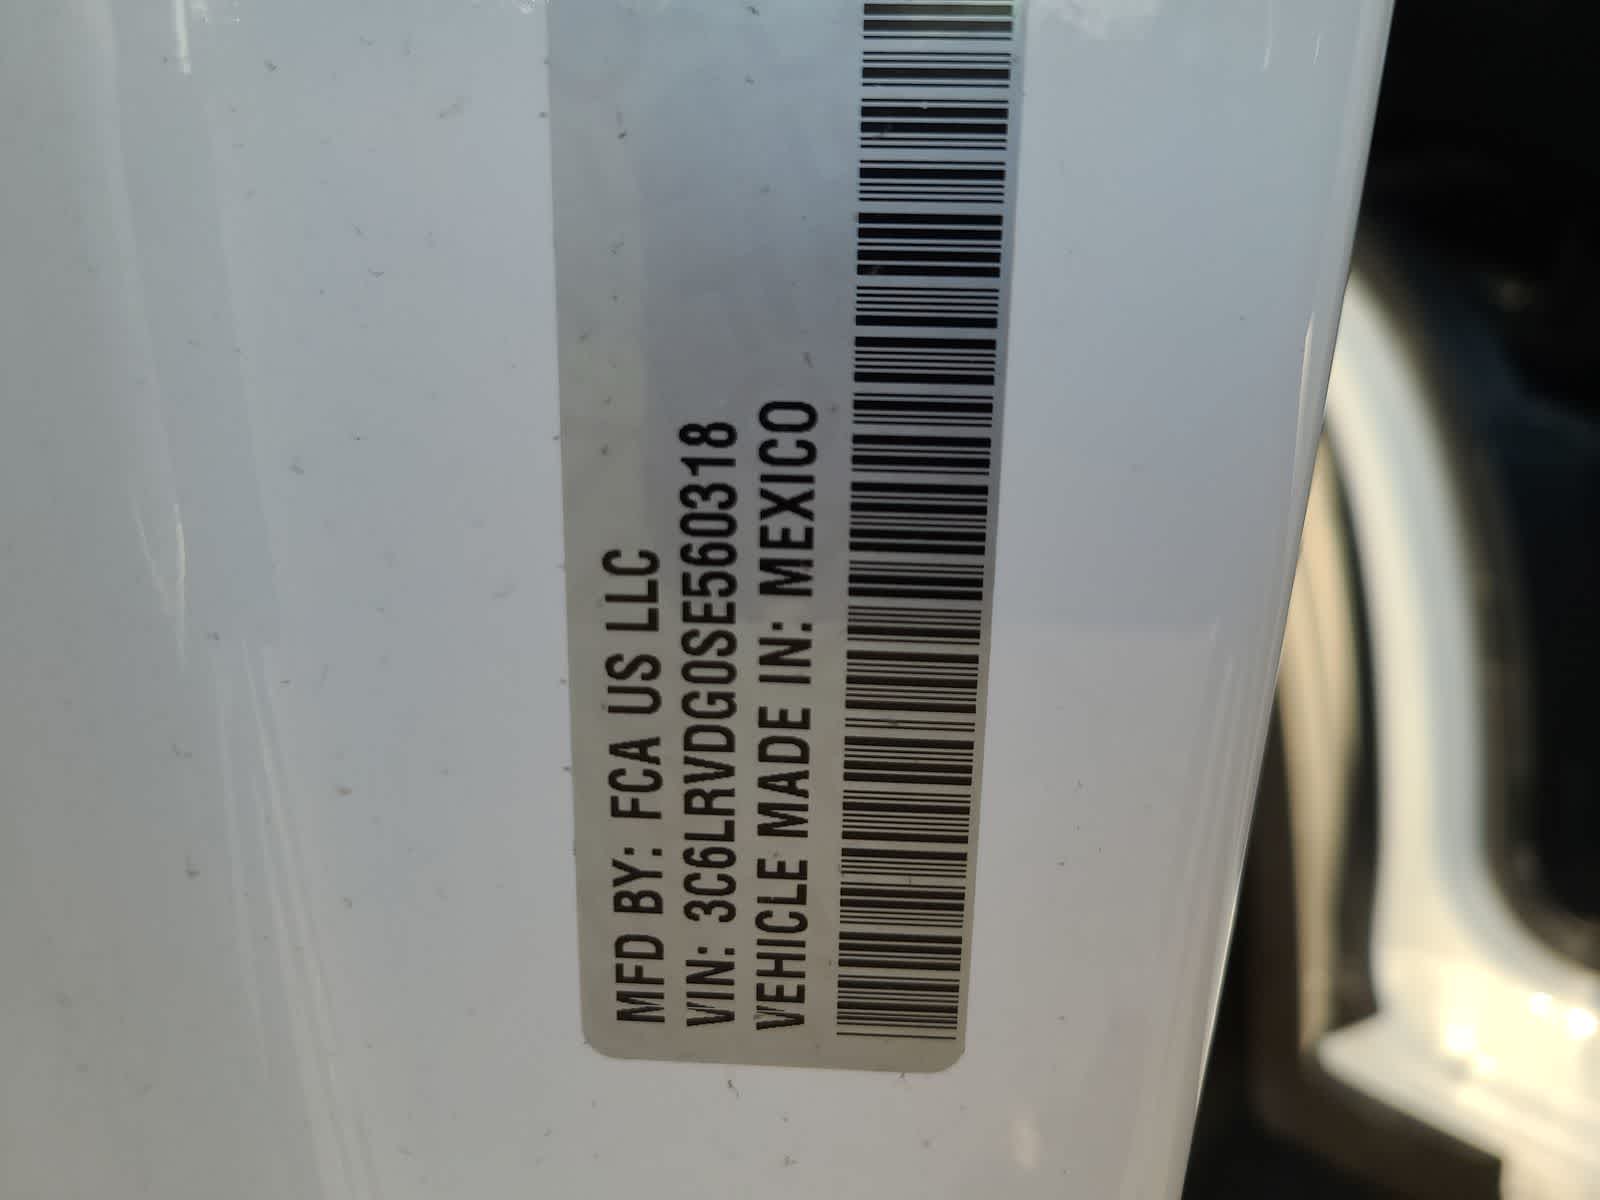 MFD BY: FCA US LLC
VIN: 3C6LRVDG0SE560318
VEHICLE MADE IN: MEXICO